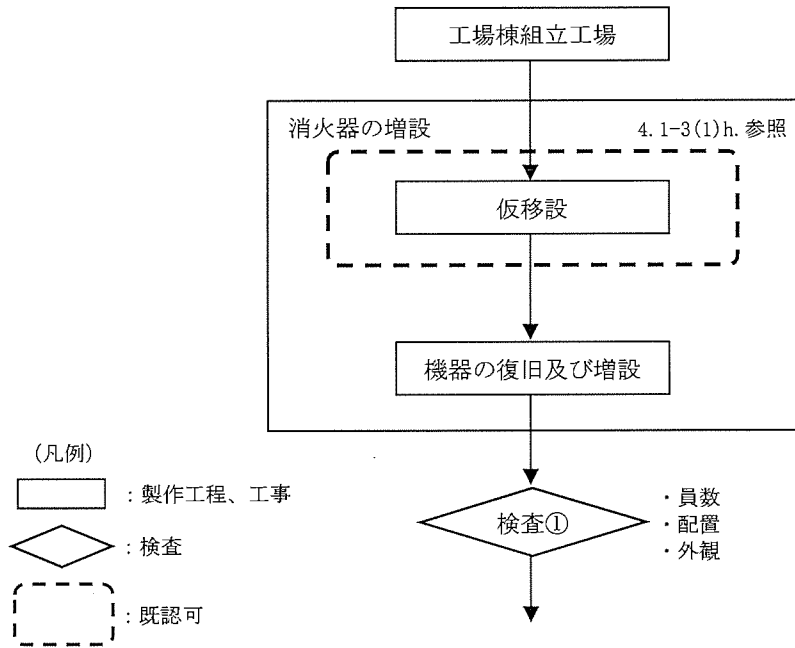 工場棟組立工場
消火器の増設
4.1-3(1)h.参照
仮移設
機器の復旧及び増設
検査①
・員数
・配置
・外観
(凡例)
：製作工程、工事
：検査
：既認可